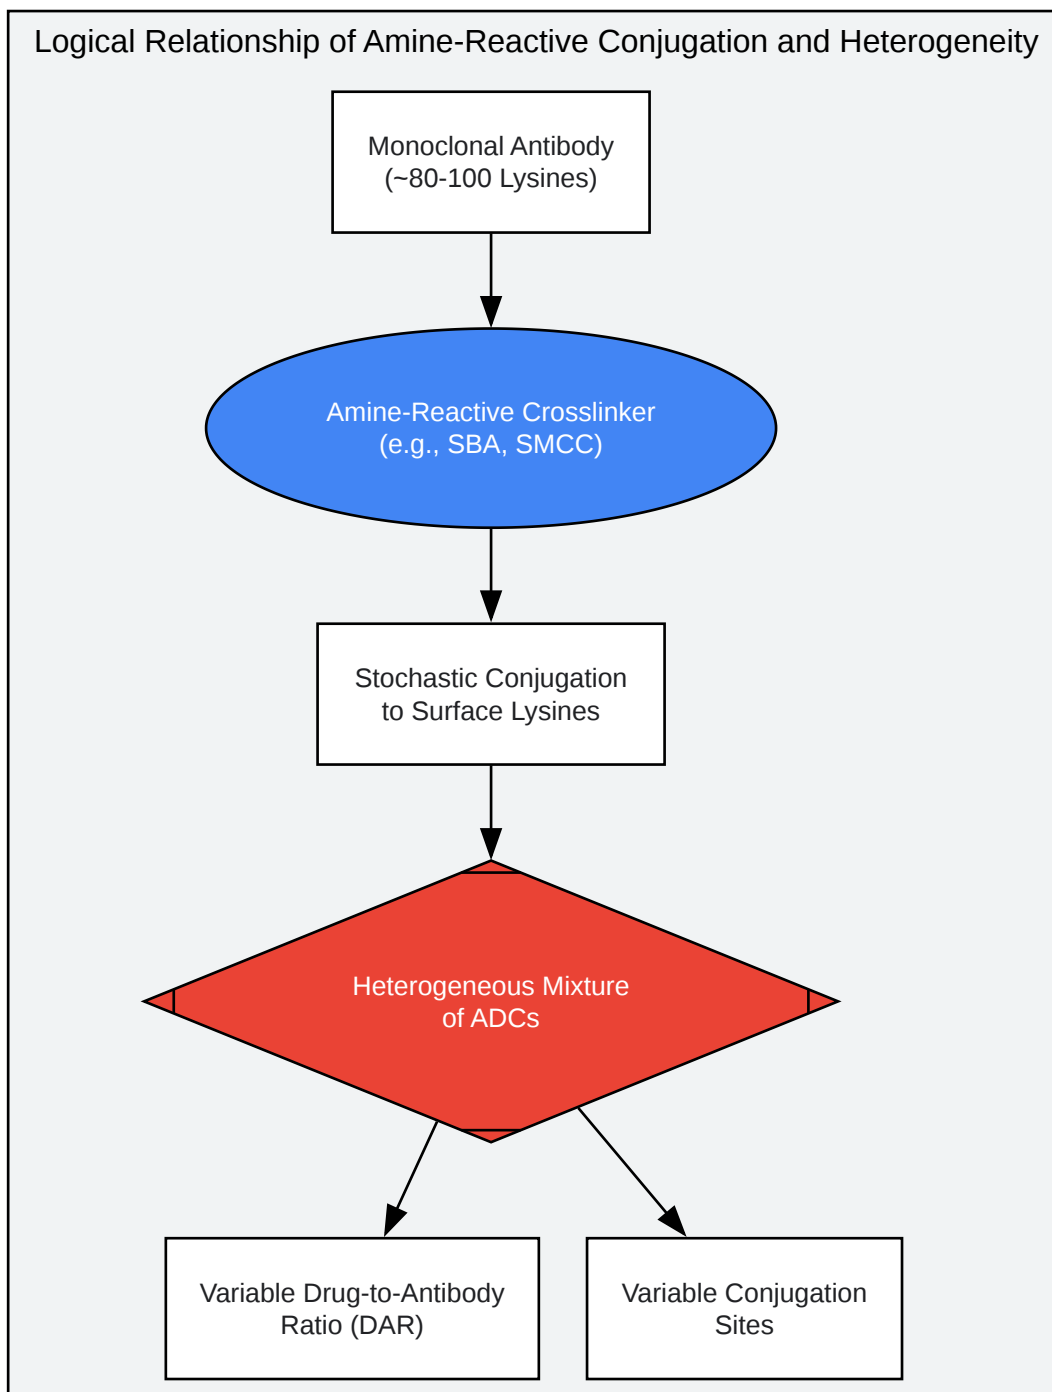 Logical Relationship of Amine-Reactive Conjugation and Heterogeneity
Monoclonal Antibody
(~80-100 Lysines)
Amine-Reactive Crosslinker
(e.g., SBA, SMCC)
Stochastic Conjugation
to Surface Lysines
Heterogeneous Mixture
of ADCs
Variable Drug-to-Antibody
Ratio (DAR)
Variable Conjugation
Sites